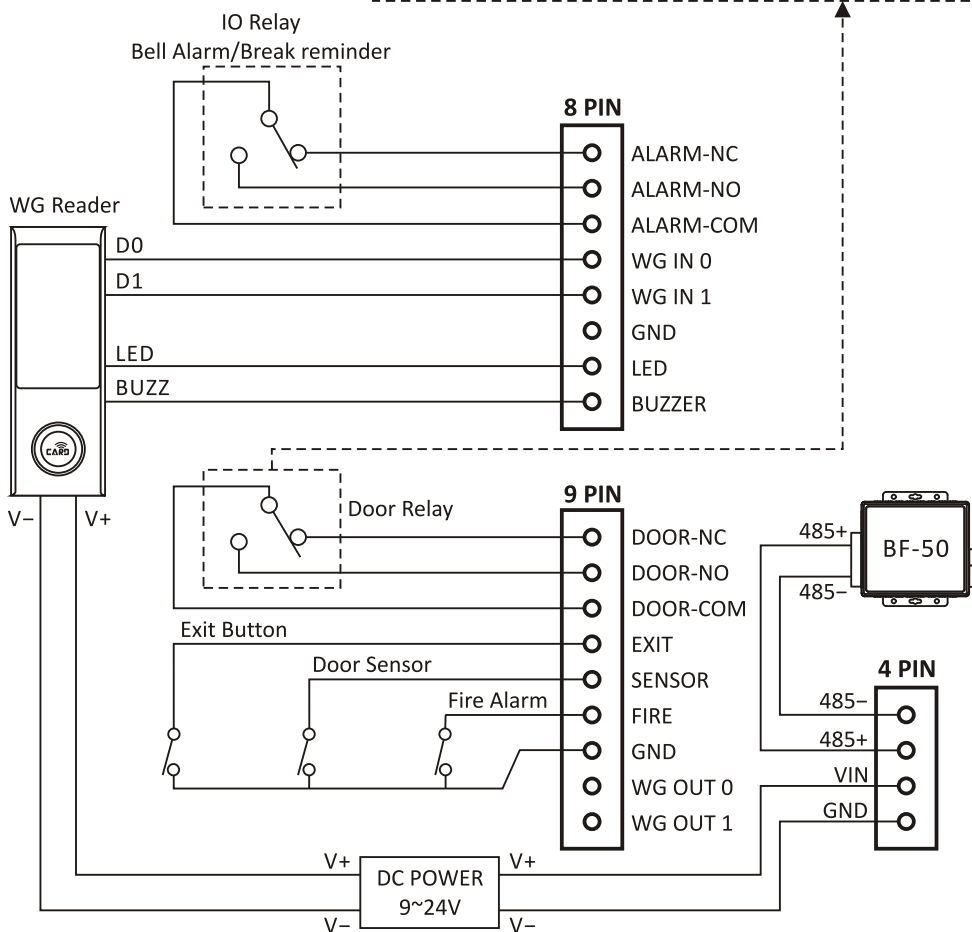 IO Relay
Bell Alarm/Break reminder
8 PIN
ALARM-NC
ALARM-NO
ALARM-COM
WG IN 0
WG IN 1
GND
LED
BUZZER
WG Reader
D0
D1
LED
BUZZ
CARD
V−
V+
Door Relay
9 PIN
DOOR-NC
DOOR-NO
DOOR-COM
EXIT
SENSOR
FIRE
GND
WG OUT 0
WG OUT 1
Exit Button
Door Sensor
Fire Alarm
485+
485−
BF-50
4 PIN
485−
485+
VIN
GND
V+
V−
DC POWER
9~24V
V+
V−